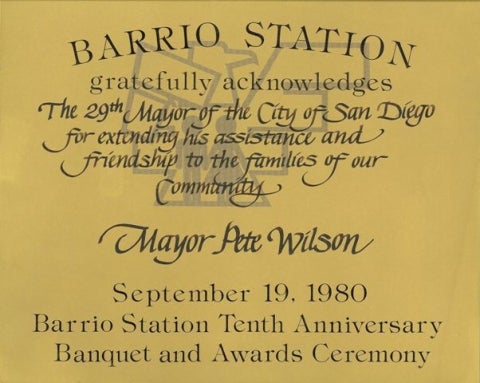 BARRIO STATION
gratefully acknowledges
The 29th Mayor of the City of San Diego
for extending his assistance and
friendship to the families of our
Community
Mayor Pete Wilson
September 19, 1980
Barrio Station Tenth Anniversary
Banquet and Awards Ceremony